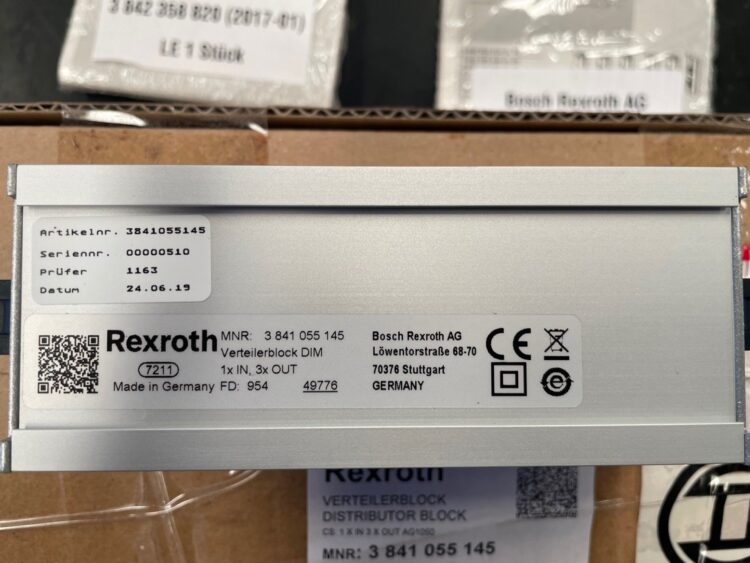 3 842 358 820 (2017-01)
LE 1 Stück
Bosch Rexroth AG
Artikelnr. 3841055145
Seriennr. 00000510
Prüfer 1163
Datum 24.06.19
Rexroth
7211
Made in Germany
MNR: 3 841 055 145
Verteilerblock DIM
1x IN, 3x OUT
FD: 954 49776
Bosch Rexroth AG
Löwentorstraße 68-70
70376 Stuttgart
GERMANY
CE
Rexroth
VERTEILERBLOCK
DISTRIBUTOR BLOCK
MNR: 3 841 055 145